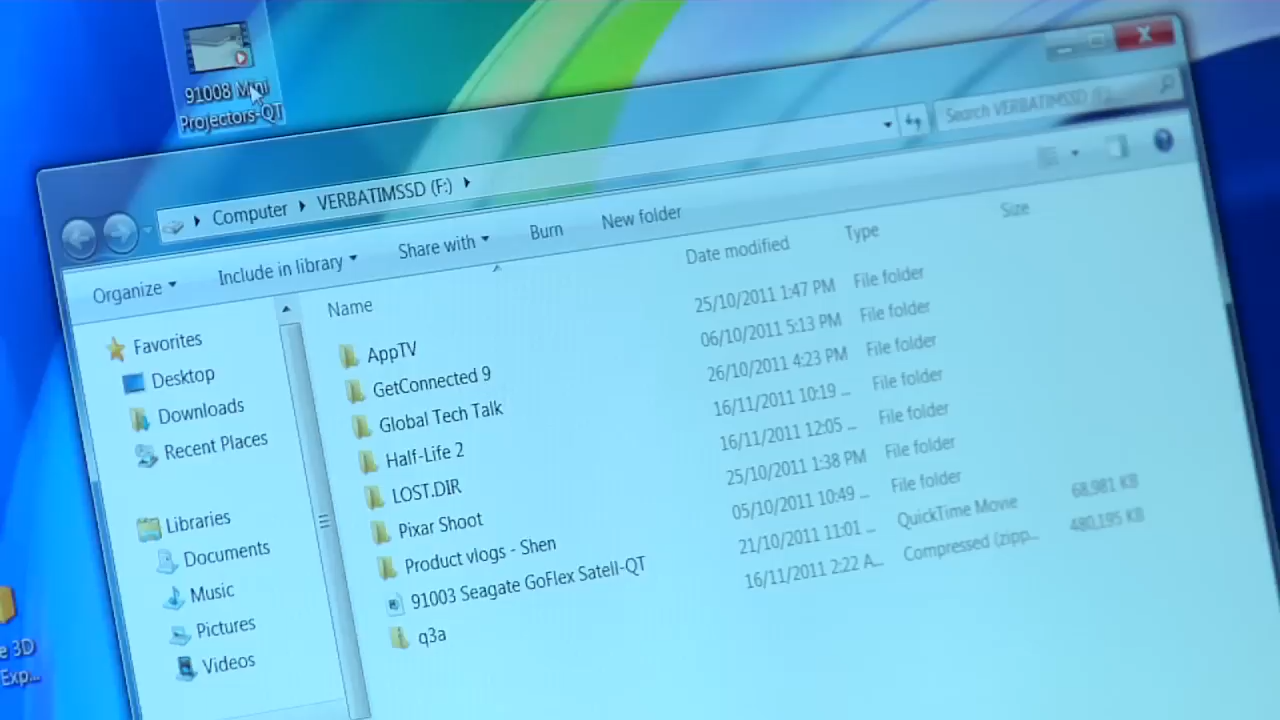 91008 Mini
Projectors-QT
Computer VERBATIMSSD (F:)
Search VERBATIMSSD (F:)
Organize Include in library Share with Burn New folder
Name Date modified Type Size
Favorites
Desktop
Downloads
Recent Places
Libraries
Documents
Music
Pictures
Videos
AppTV 25/10/2011 1:47 PM File folder
GetConnected 9 06/10/2011 5:13 PM File folder
Global Tech Talk 26/10/2011 4:23 PM File folder
Half-Life 2 16/11/2011 10:19 ... File folder
LOST.DIR 16/11/2011 12:05 ... File folder
Pixar Shoot 25/10/2011 1:38 PM File folder
Product vlogs - Shen 05/10/2011 10:49 ... File folder
91003 Seagate GoFlex Satell-QT 21/10/2011 11:01 ... QuickTime Movie 68,981 KB
q3a 16/11/2011 2:22 A... Compressed (zipp... 480,195 KB
e 3D
Exp...